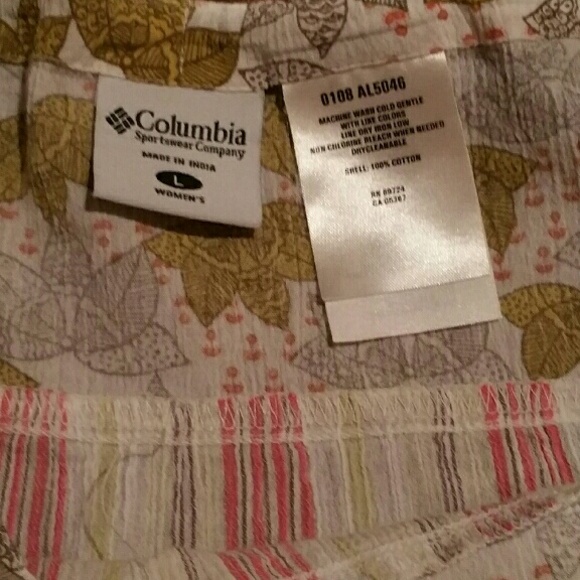 Columbia
Sportswear Company
MADE IN INDIA
L
WOMEN'S
0108 AL5046
MACHINE WASH COLD GENTLE
WITH LIKE COLORS
LINE DRY IRON LOW
NON CHLORINE BLEACH WHEN NEEDED
DRYCLEANABLE
SHELL: 100% COTTON
RN 69724
CA 05367